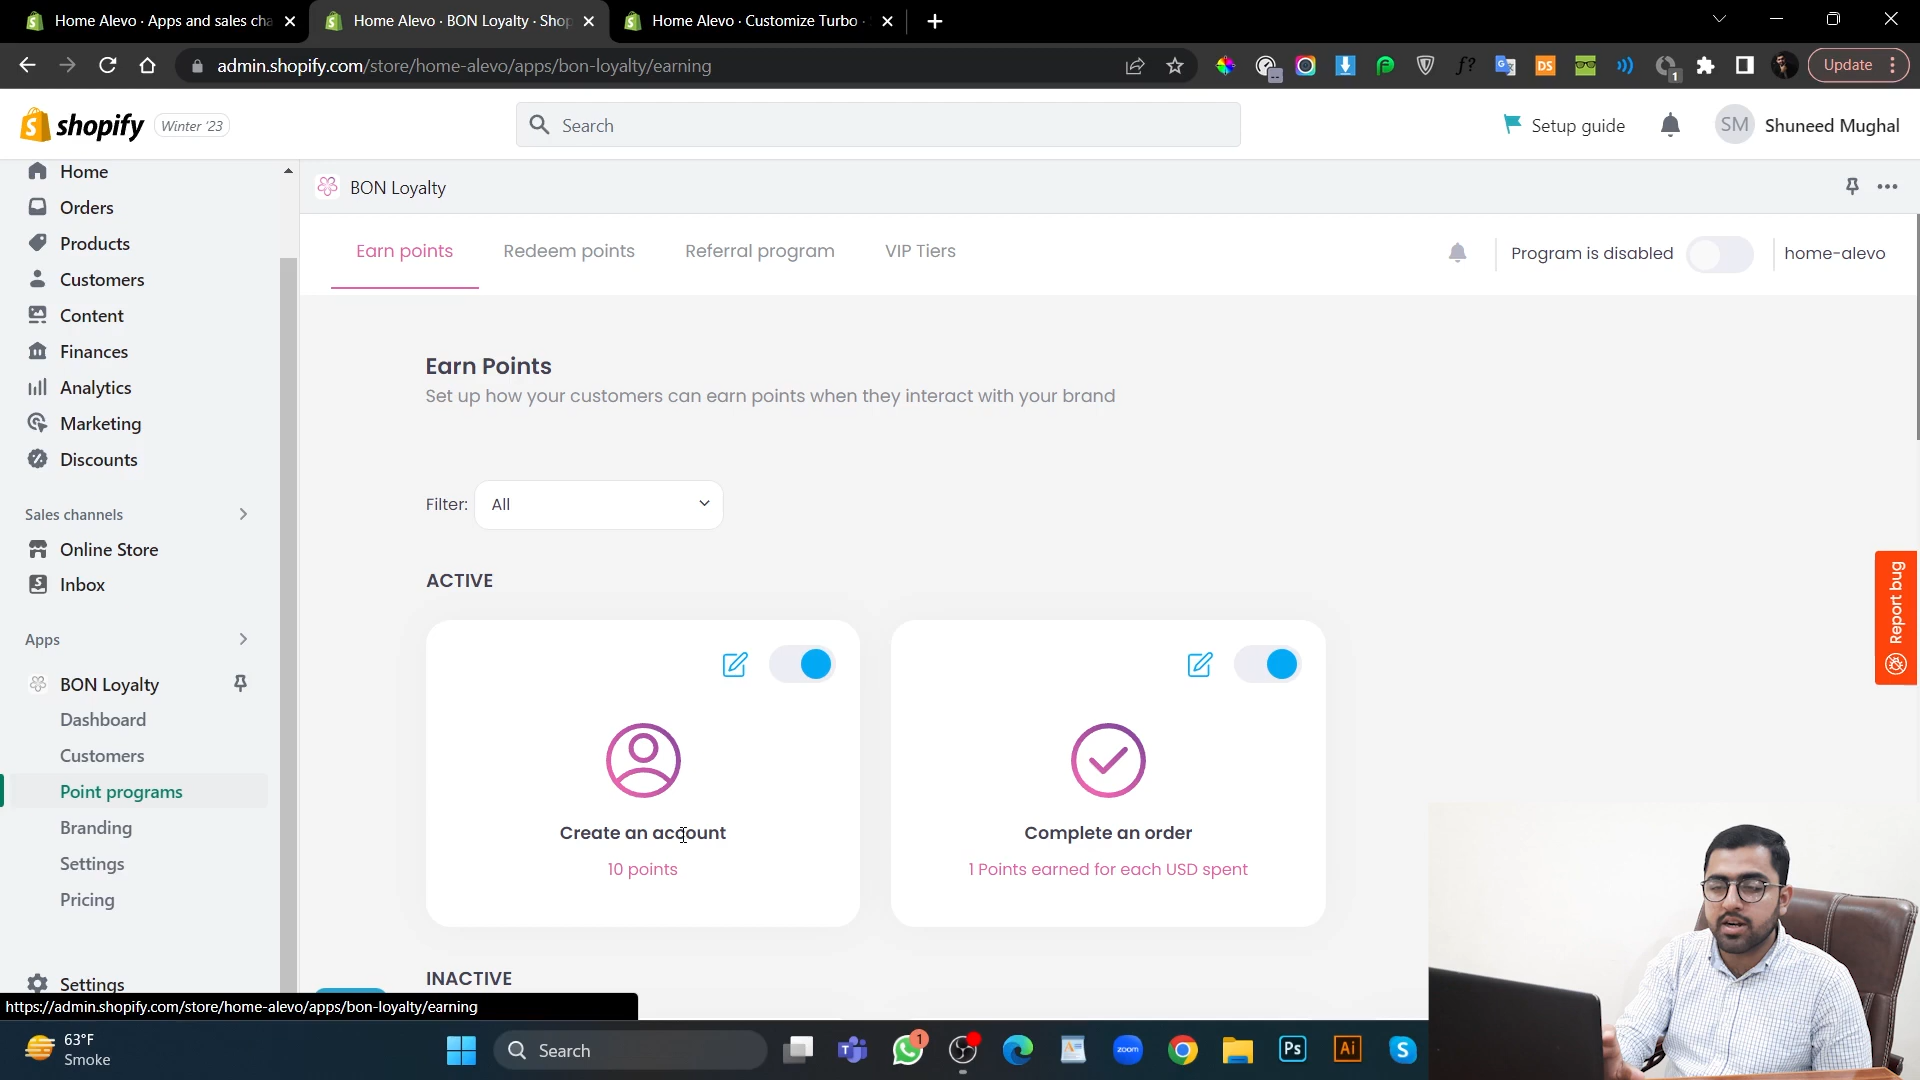 Home Alevo · Apps and sales cha
Home Alevo · BON Loyalty · Shop
Home Alevo · Customize Turbo ·
admin.shopify.com/store/home-alevo/apps/bon-loyalty/earning
f?
DS
1
Update
shopify
Winter '23
Search
Setup guide
SM
Shuneed Mughal
Home
Orders
Products
Customers
Content
Finances
Analytics
Marketing
Discounts
Sales channels
Online Store
Inbox
Apps
BON Loyalty
Dashboard
Customers
Point programs
Branding
Settings
Pricing
Settings
BON Loyalty
Earn points
Redeem points
Referral program
VIP Tiers
Program is disabled
home-alevo
Earn Points
Set up how your customers can earn points when they interact with your brand
Filter:
All
ACTIVE
Create an account
10 points
Complete an order
1 Points earned for each USD spent
INACTIVE
Report bug
https://admin.shopify.com/store/home-alevo/apps/bon-loyalty/earning
63°F
Smoke
Search
1
zoom
Ps
Ai